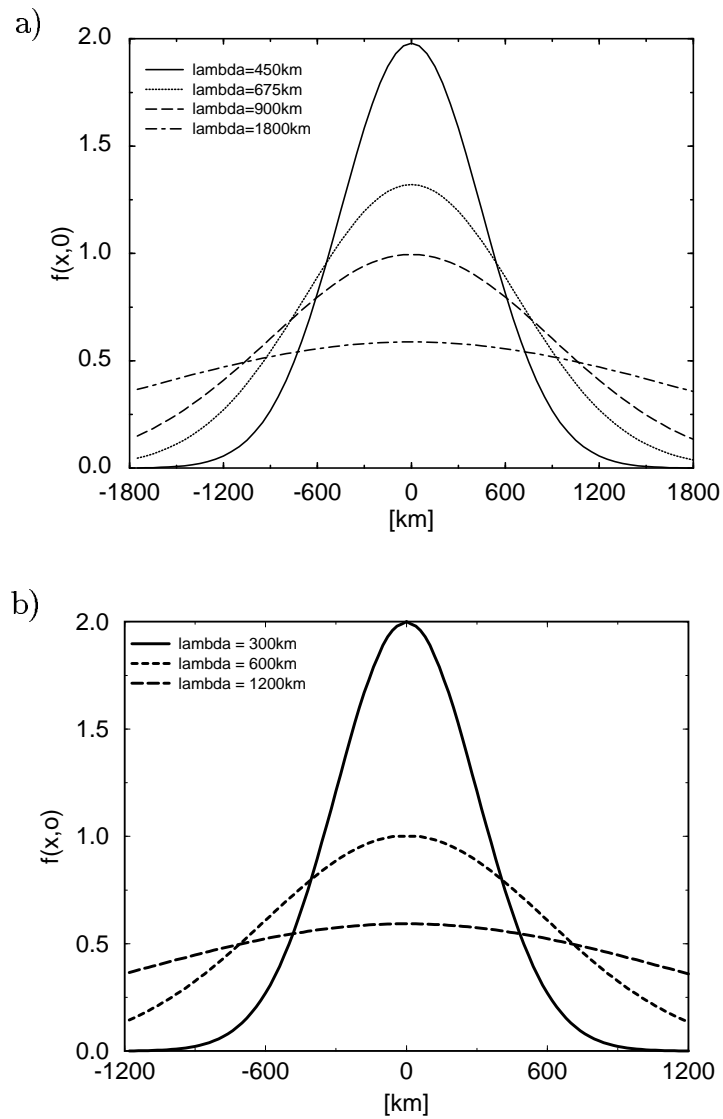 a)
2.0
lambda=450km
lambda=675km
lambda=900km
lambda=1800km
1.5
f(x,0)
1.0
0.5
0.0
-1800 -1200 -600 0 600 1200 1800
[km]
b)
2.0
lambda = 300km
lambda = 600km
lambda = 1200km
1.5
f(x,o)
1.0
0.5
0.0
-1200 -600 0 600 1200
[km]